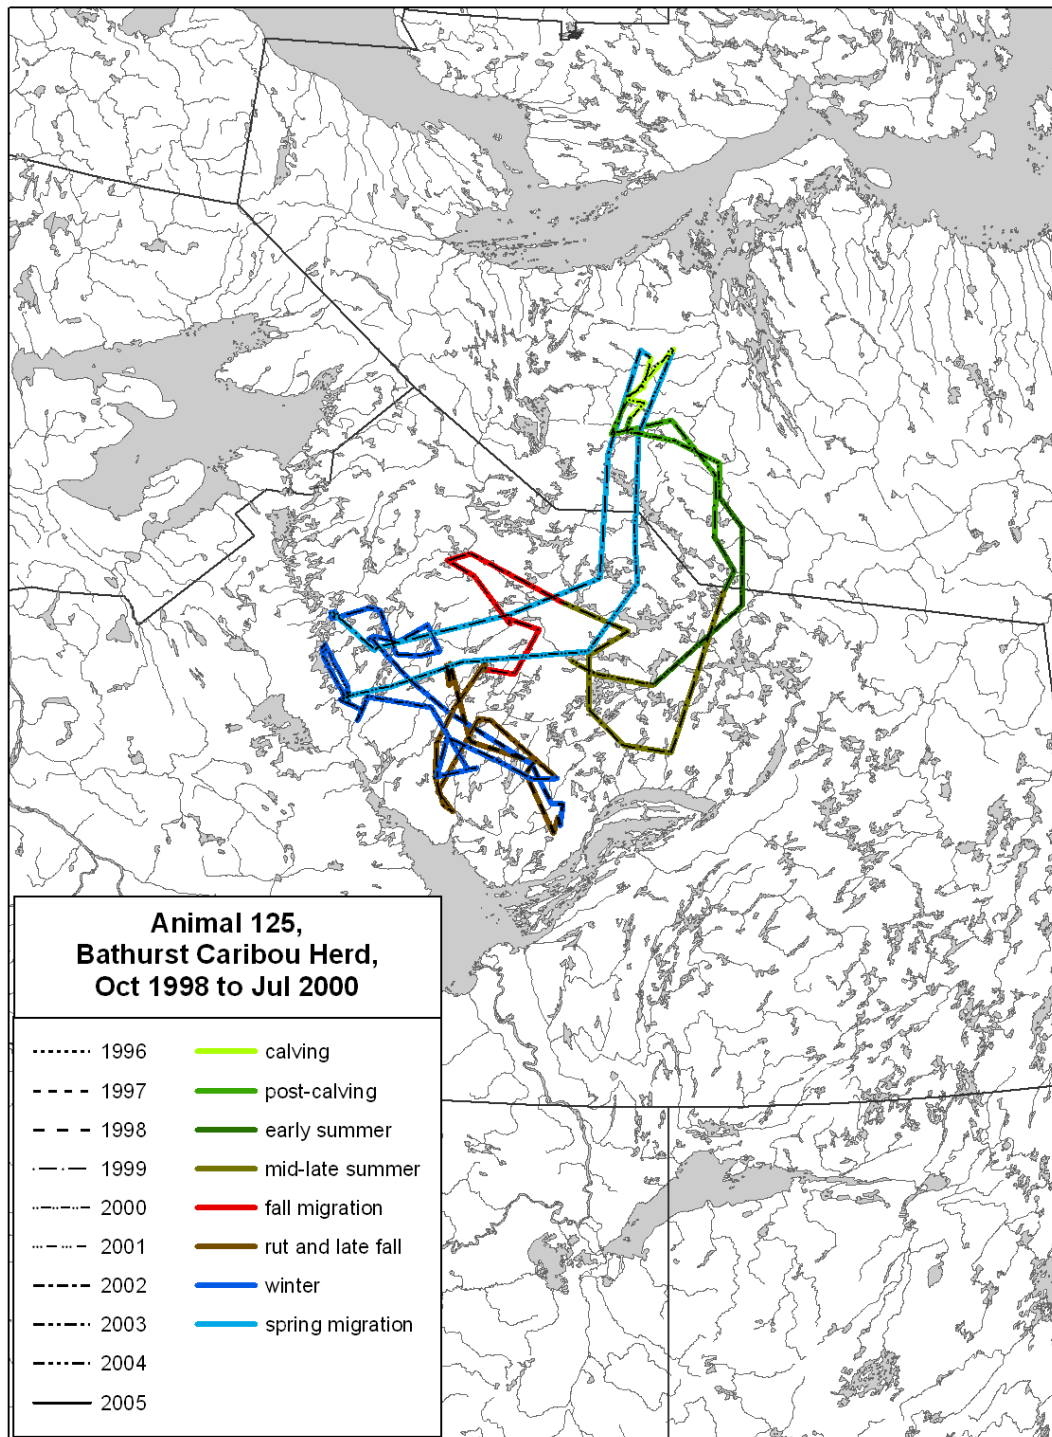 Animal 125,
Bathurst Caribou Herd,
Oct 1998 to Jul 2000
1996
1997
1998
1999
2000
2001
2002
2003
2004
2005
calving
post-calving
early summer
mid-late summer
fall migration
rut and late fall
winter
spring migration